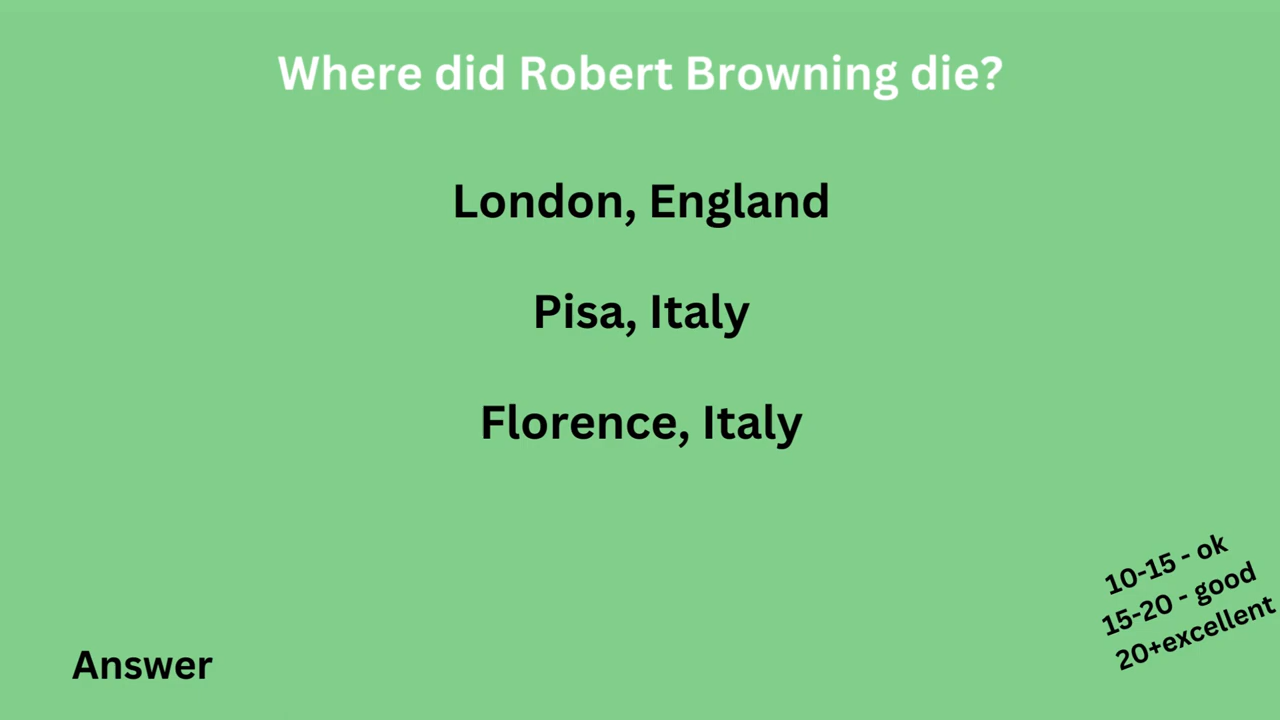 Where did Robert Browning die?
London, England
Pisa, Italy
Florence, Italy
10-15 - ok
15-20 - good
20+excellent
Answer